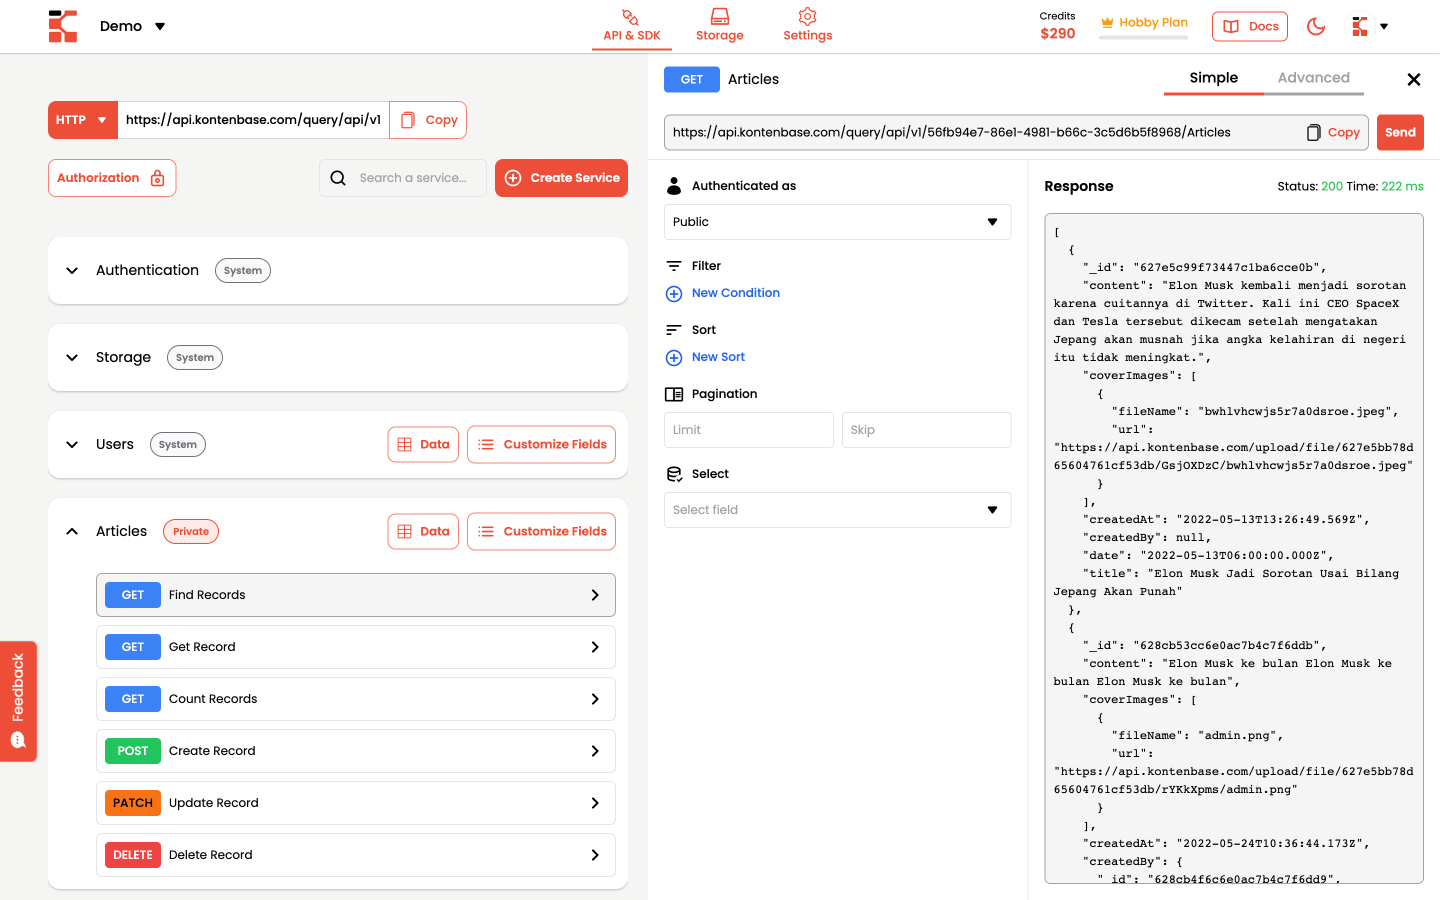 Demo
API & SDK
Storage
Settings
Credits
$290
Hobby Plan
Docs
HTTP
https://api.kontenbase.com/query/api/v1
Copy
Authorization
Search a service...
Create Service
Authentication
System
Storage
System
Users
System
Data
Customize Fields
Articles
Private
Data
Customize Fields
GET Find Records
GET Get Record
GET Count Records
POST Create Record
PATCH Update Record
DELETE Delete Record
Feedback
GET Articles
Simple
Advanced
https://api.kontenbase.com/query/api/v1/56fb94e7-86e1-4981-b66c-3c5d6b5f8968/Articles
Copy
Send
Authenticated as
Public
Filter
New Condition
Sort
New Sort
Pagination
Limit
Skip
Select
Select field
Response
Status: 200 Time: 222 ms
[
{
"_id": "627e5c99f73447c1ba6cce0b",
"content": "Elon Musk kembali menjadi sorotan
karena cuitannya di Twitter. Kali ini CEO SpaceX
dan Tesla tersebut dikecam setelah mengatakan
Jepang akan musnah jika angka kelahiran di negeri
itu tidak meningkat.",
"coverImages": [
{
"fileName": "bwhlvhcwjs5r7a0dsroe.jpeg",
"url":
"https://api.kontenbase.com/upload/file/627e5bb78d
65604761cf53db/GsjOXDzC/bwhlvhcwjs5r7a0dsroe.jpeg"
}
],
"createdAt": "2022-05-13T13:26:49.569Z",
"createdBy": null,
"date": "2022-05-13T06:00:00.000Z",
"title": "Elon Musk Jadi Sorotan Usai Bilang
Jepang Akan Punah"
},
{
"_id": "628cb53cc6e0ac7b4c7f6ddb",
"content": "Elon Musk ke bulan Elon Musk ke
bulan Elon Musk ke bulan",
"coverImages": [
{
"fileName": "admin.png",
"url":
"https://api.kontenbase.com/upload/file/627e5bb78d
65604761cf53db/rYKkXpms/admin.png"
}
],
"createdAt": "2022-05-24T10:36:44.173Z",
"createdBy": {
"_id": "628cb4f6c6e0ac7b4c7f6dd9",